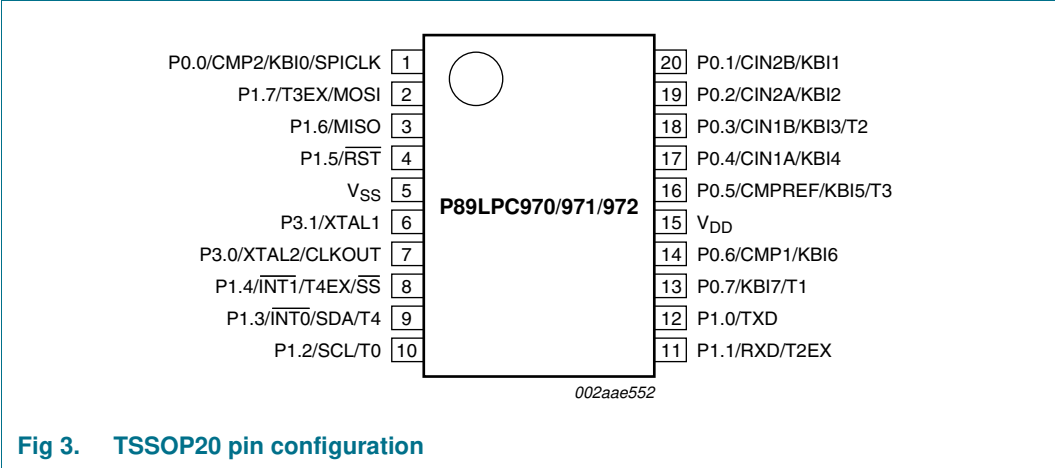 P0.0/CMP2/KBI0/SPICLK 1
P1.7/T3EX/MOSI 2
P1.6/MISO 3
P1.5/R̅S̅T̅ 4
VSS 5
P3.1/XTAL1 6
P3.0/XTAL2/CLKOUT 7
P1.4/I̅N̅T̅1̅/T4EX/S̅S̅ 8
P1.3/I̅N̅T̅0̅/SDA/T4 9
P1.2/SCL/T0 10
P89LPC970/971/972
20 P0.1/CIN2B/KBI1
19 P0.2/CIN2A/KBI2
18 P0.3/CIN1B/KBI3/T2
17 P0.4/CIN1A/KBI4
16 P0.5/CMPREF/KBI5/T3
15 VDD
14 P0.6/CMP1/KBI6
13 P0.7/KBI7/T1
12 P1.0/TXD
11 P1.1/RXD/T2EX
002aae552
Fig 3. TSSOP20 pin configuration